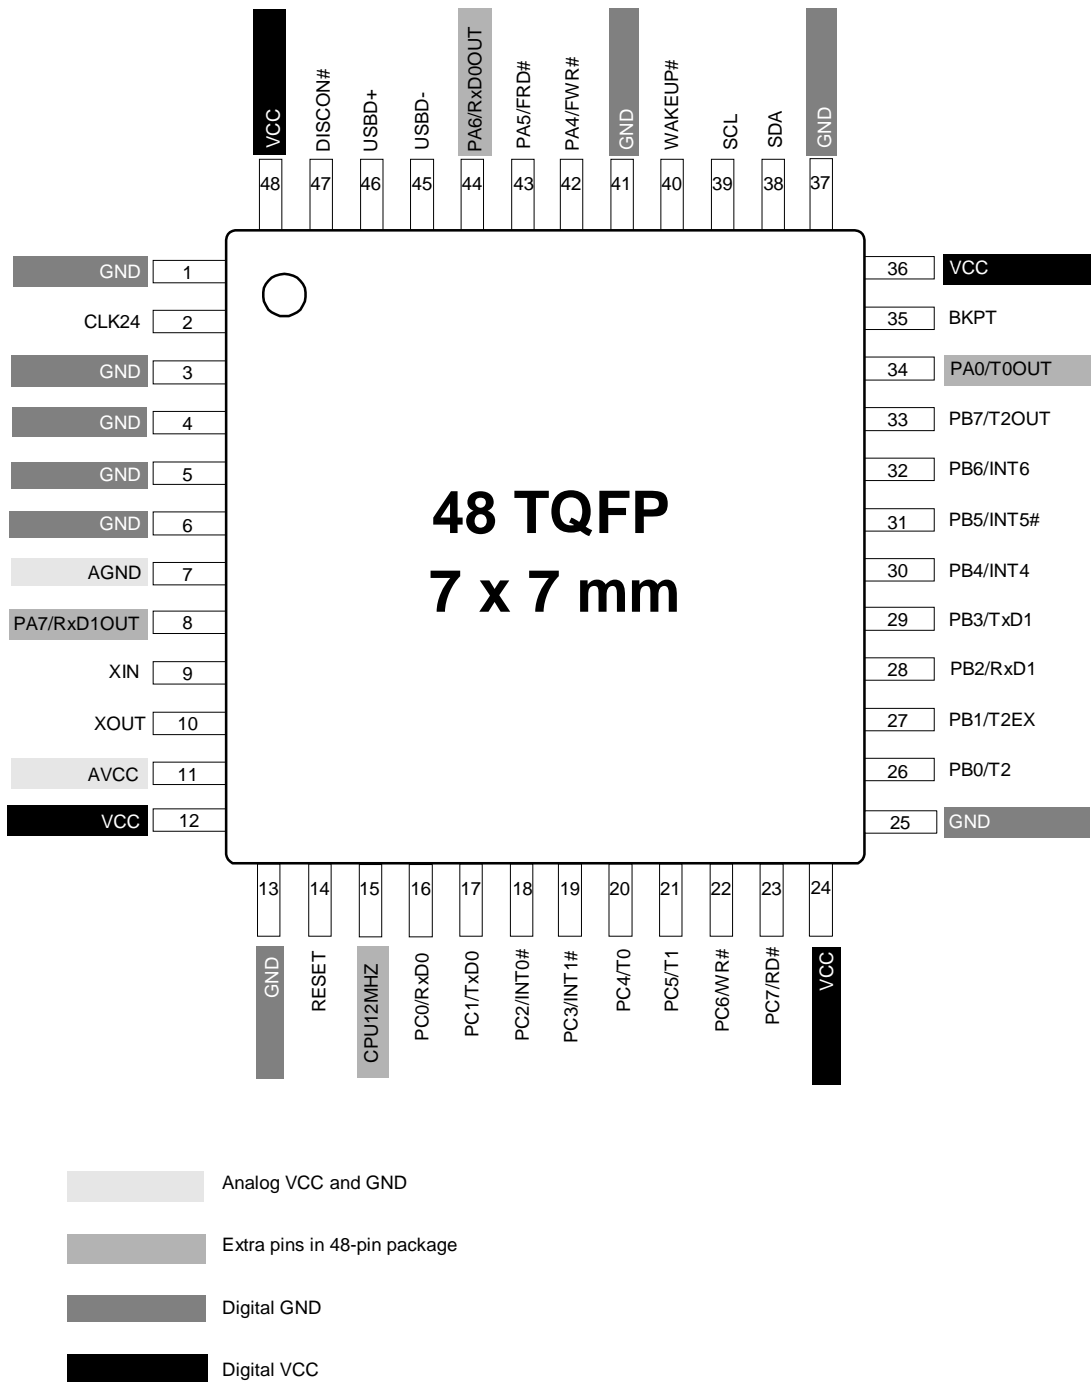 VCC
DISCON#
USBD+
USBD-
PA6/RxD0OUT
PA5/FRD#
PA4/FWR#
GND
WAKEUP#
SCL
SDA
GND
48
47
46
45
44
43
42
41
40
39
38
37
GND 1
CLK24 2
GND 3
GND 4
GND 5
GND 6
AGND 7
PA7/RxD1OUT 8
XIN 9
XOUT 10
AVCC 11
VCC 12
48 TQFP
7 x 7 mm
36 VCC
35 BKPT
34 PA0/T0OUT
33 PB7/T2OUT
32 PB6/INT6
31 PB5/INT5#
30 PB4/INT4
29 PB3/TxD1
28 PB2/RxD1
27 PB1/T2EX
26 PB0/T2
25 GND
13
14
15
16
17
18
19
20
21
22
23
24
GND
RESET
CPU12MHZ
PC0/RxD0
PC1/TxD0
PC2/INT0#
PC3/INT1#
PC4/T0
PC5/T1
PC6/WR#
PC7/RD#
VCC
Analog VCC and GND
Extra pins in 48-pin package
Digital GND
Digital VCC